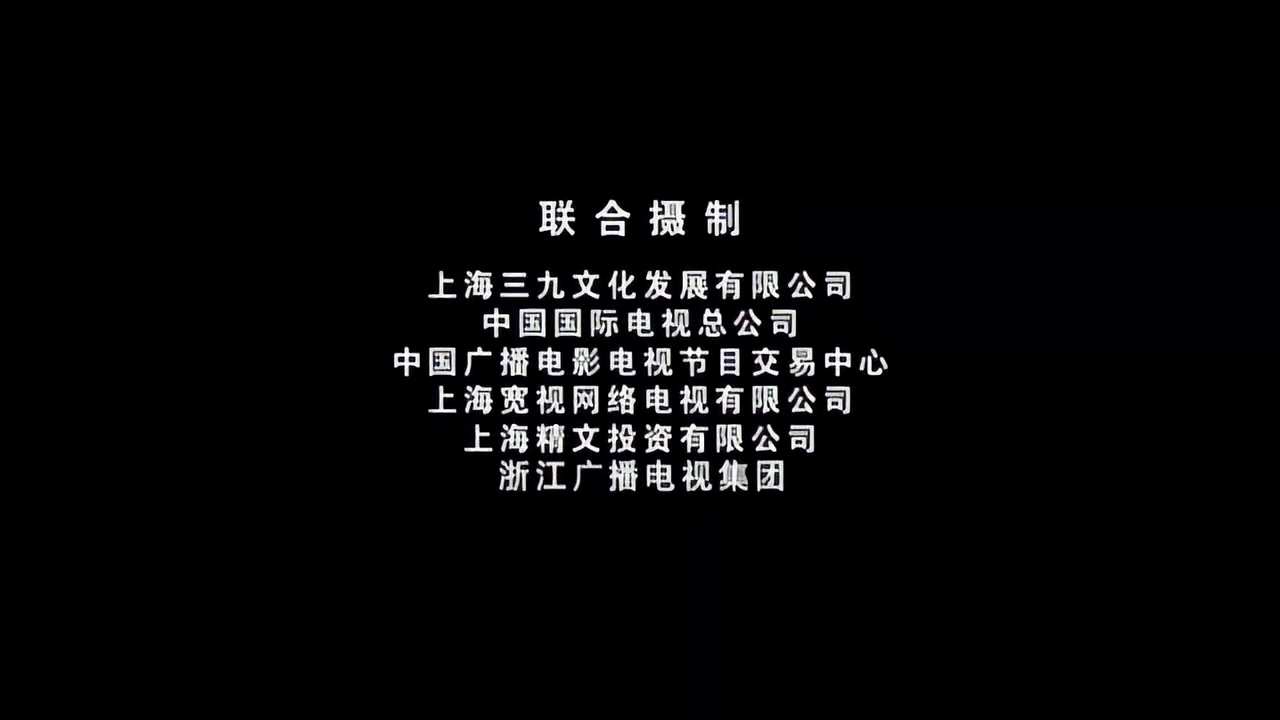 联合摄制
上海三九文化发展有限公司
中国国际电视总公司
中国广播电影电视节目交易中心
上海宽视网络电视有限公司
上海精文投资有限公司
浙江广播电视集团